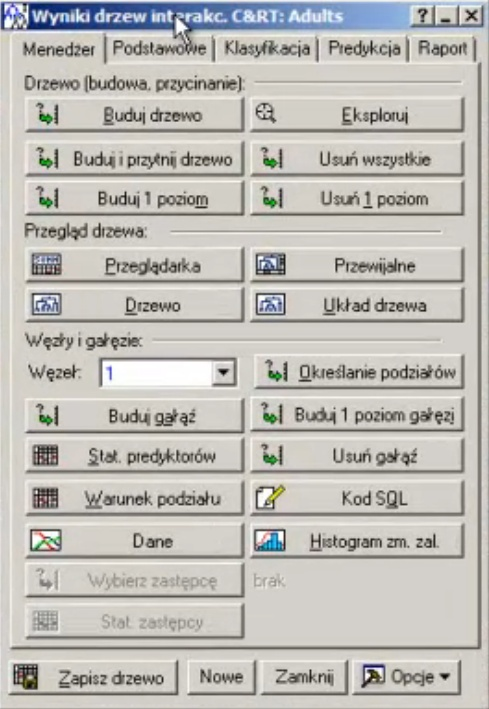 Wyniki drzew interakc. C&RT: Adults
Menedżer Podstawowe Klasyfikacja Predykcja Raport
Drzewo (budowa, przycinanie):
Buduj drzewo Eksploruj
Buduj i przytnij drzewo Usuń wszystkie
Buduj 1 poziom Usuń 1 poziom
Przegląd drzewa:
Przeglądarka Przewijalne
Drzewo Układ drzewa
Węzły i gałęzie:
Węzeł: 1 Określanie podziałów
Buduj gałąź Buduj 1 poziom gałęzi
Stat. predyktorów Usuń gałąź
Warunek podziału Kod SQL
Dane Histogram zm. zal.
Wybierz zastępcę brak
Stat. zastępcy
Zapisz drzewo Nowe Zamknij Opcje